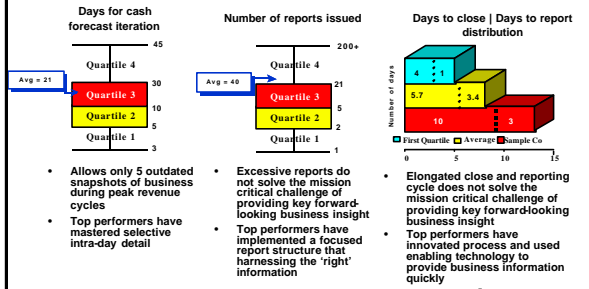 Days for cash
forecast iteration
45
Quartile 4
Avg = 21
30
Quartile 3
10
Quartile 2
5
Quartile 1
3
• Allows only 5 outdated
snapshots of business
during peak revenue
cycles
• Top performers have
mastered selective
intra-day detail
Number of reports issued
200+
Quartile 4
Avg = 40
21
Quartile 3
5
Quartile 2
2
Quartile 1
1
• Excessive reports do
not solve the mission
critical challenge of
providing key forward-
looking business insight
• Top performers have
implemented a focused
report structure that
harnessing the 'right'
information
Days to close | Days to report
distribution
Number of days
4 1
5.7 3.4
10 3
First Quartile Average Sample Co
0 5 10 15
• Elongated close and reporting
cycle does not solve the
mission critical challenge of
providing key forward-looking
business insight
• Top performers have
innovated process and used
enabling technology to
provide business information
quickly